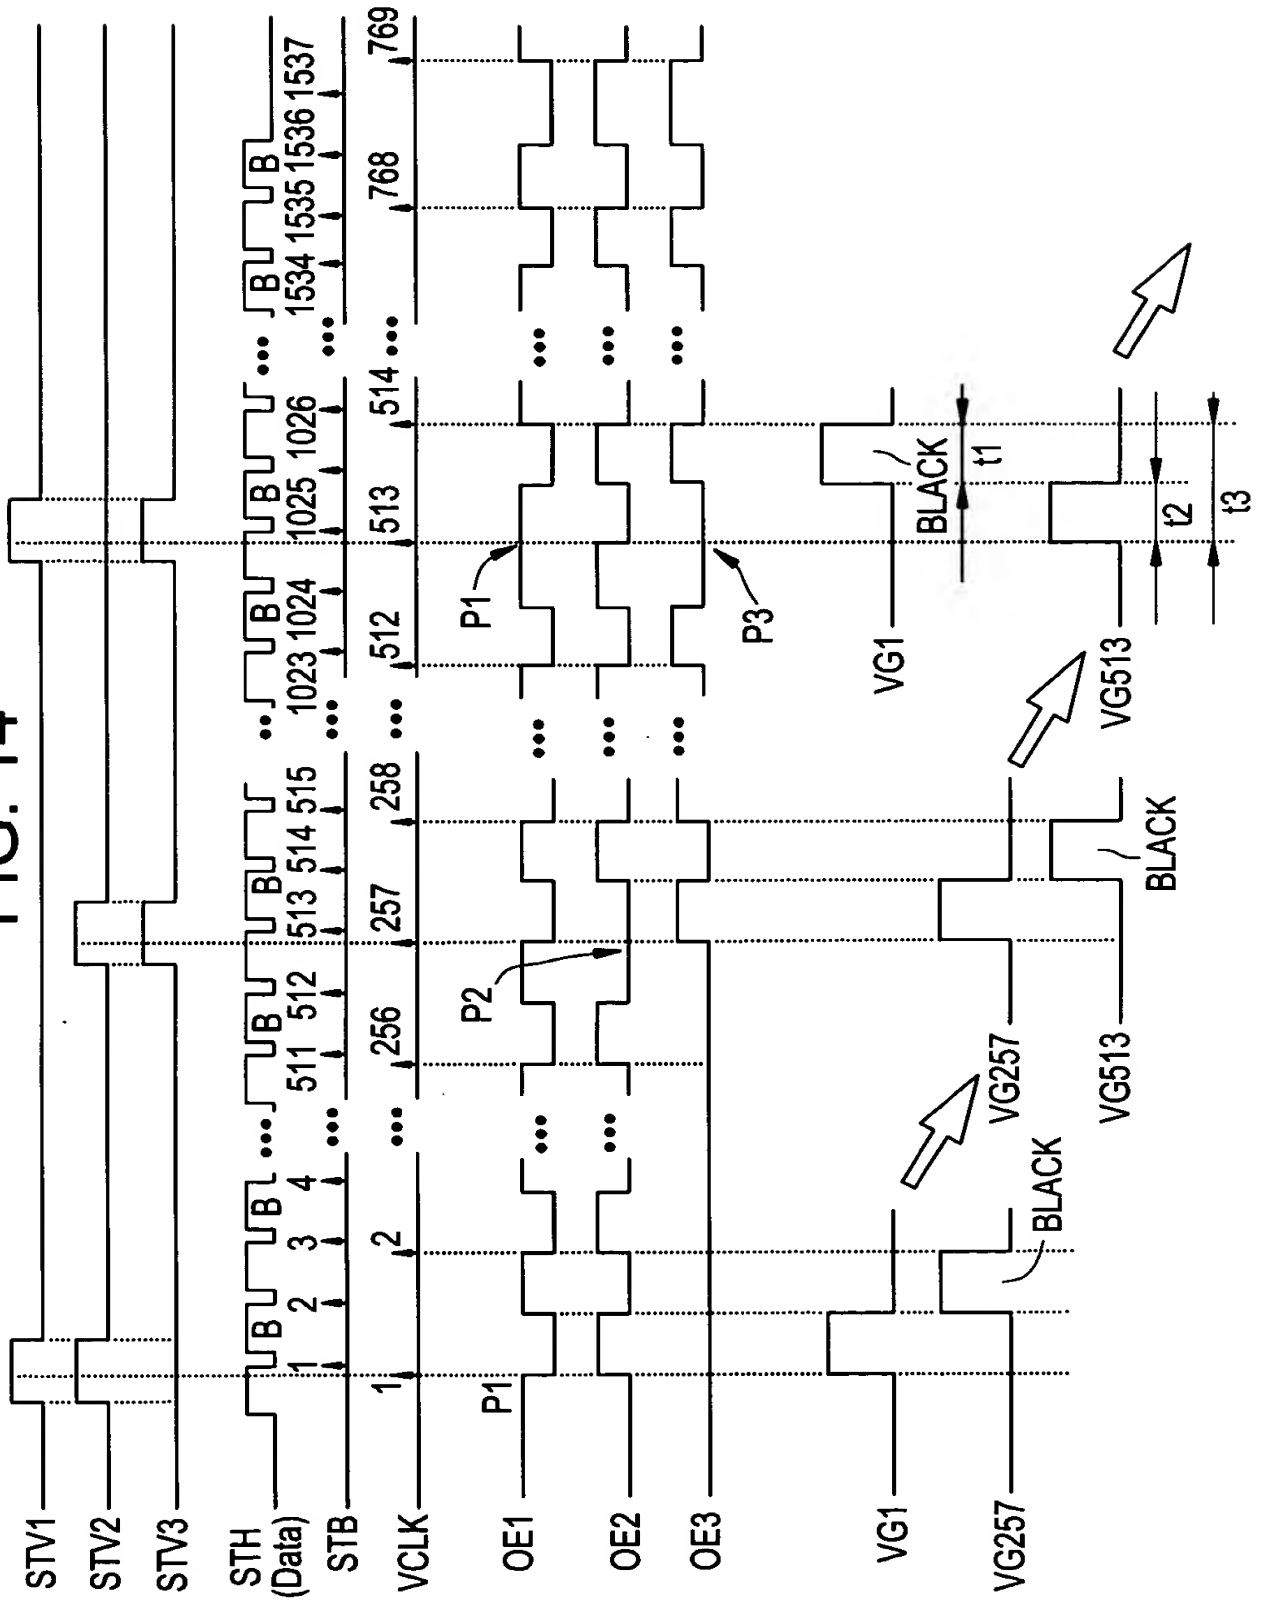 FIG. 14
STV1
STV2
STV3
STH
(Data)
B B B B B B B B B B
STB
1 2 3 4 ••• 511 512 513 514 515 ••• 1023 1024 1025 1026 ••• 1534 1535 1536 1537
VCLK
1 2 ••• 256 257 258 ••• 512 513 514 ••• 768 769
P1 P2 P1
OE1
OE2
OE3
P3
VG1
VG257
BLACK
VG257
VG513
BLACK
VG1
BLACK
t1
VG513
t2
t3